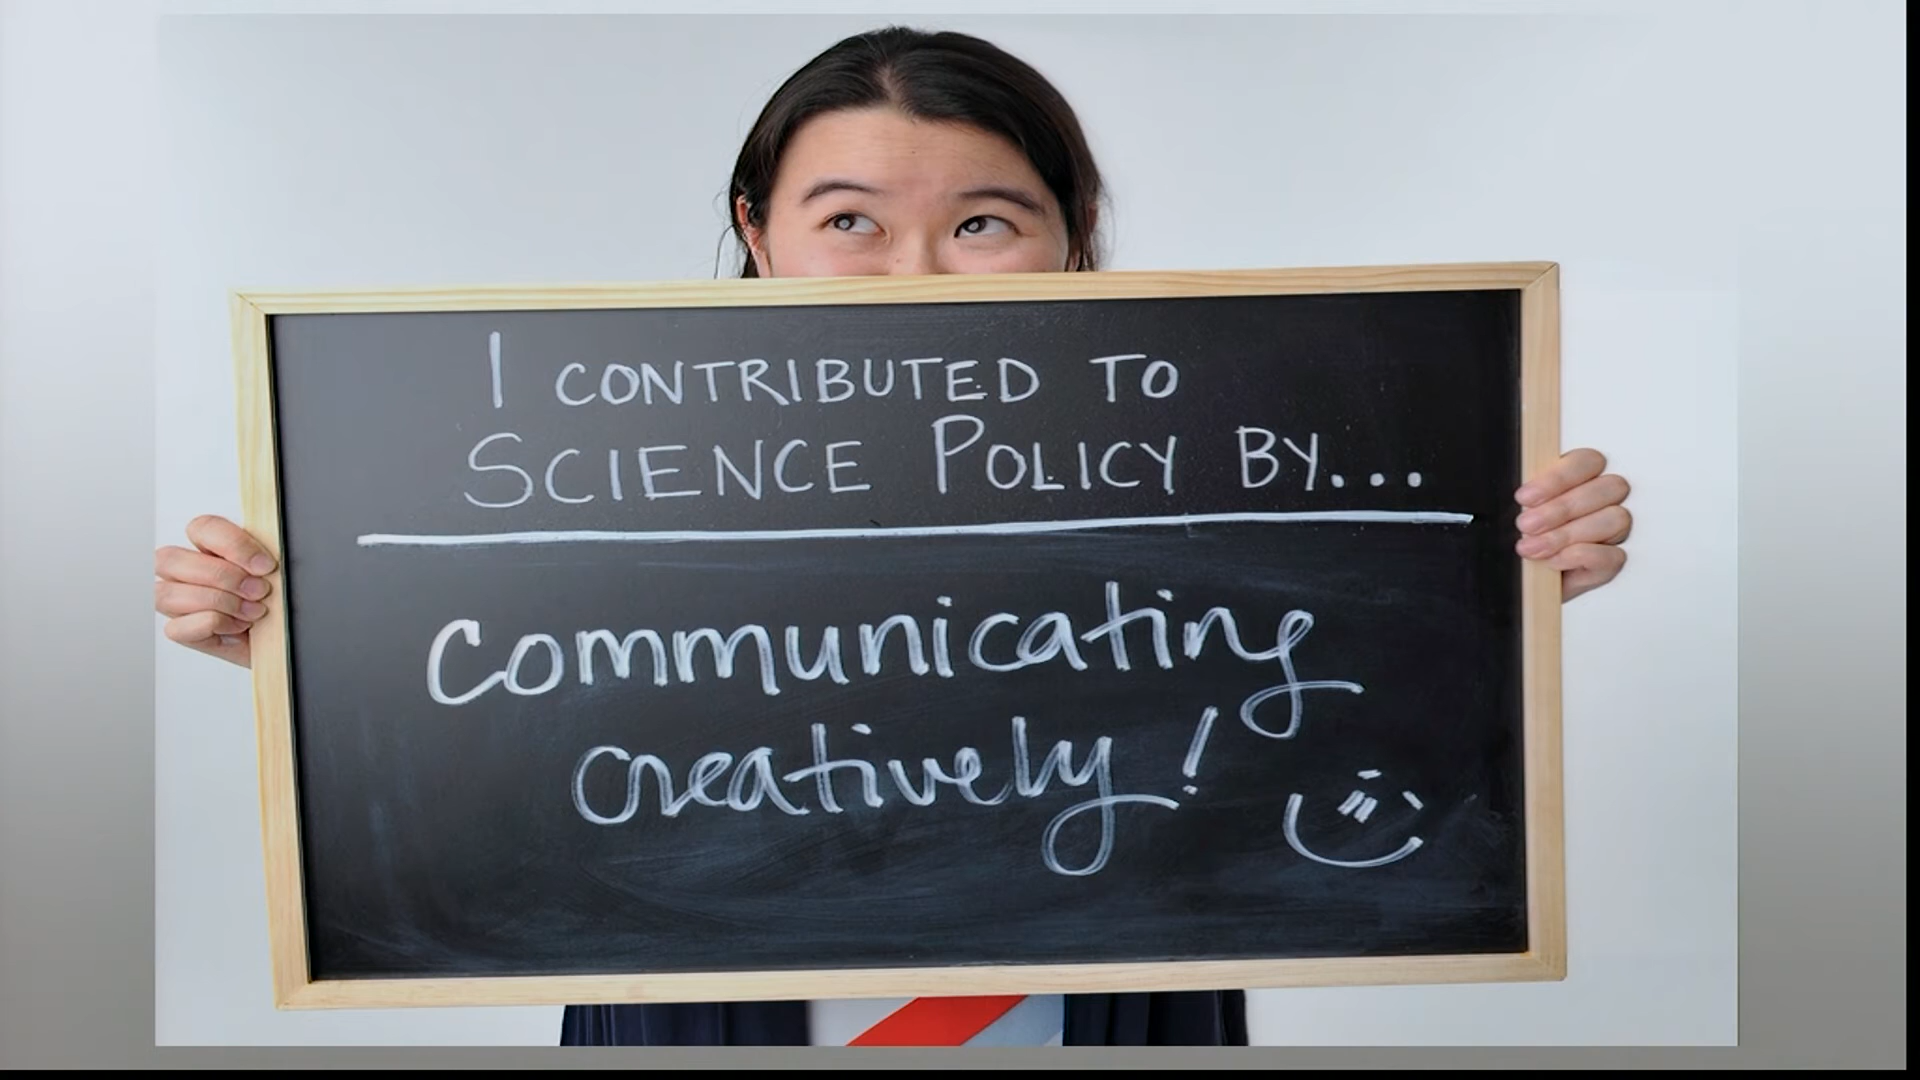 I CONTRIBUTED TO
SCIENCE POLICY BY...
Communicating
creatively!